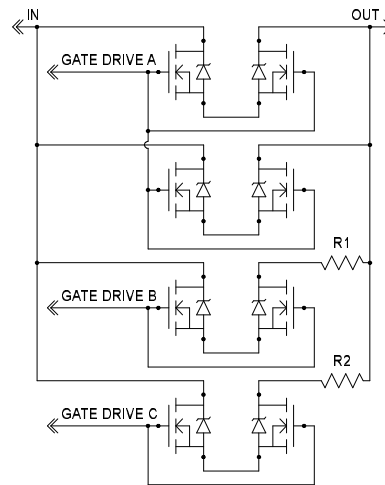 IN
OUT
GATE DRIVE A
R1
GATE DRIVE B
R2
GATE DRIVE C